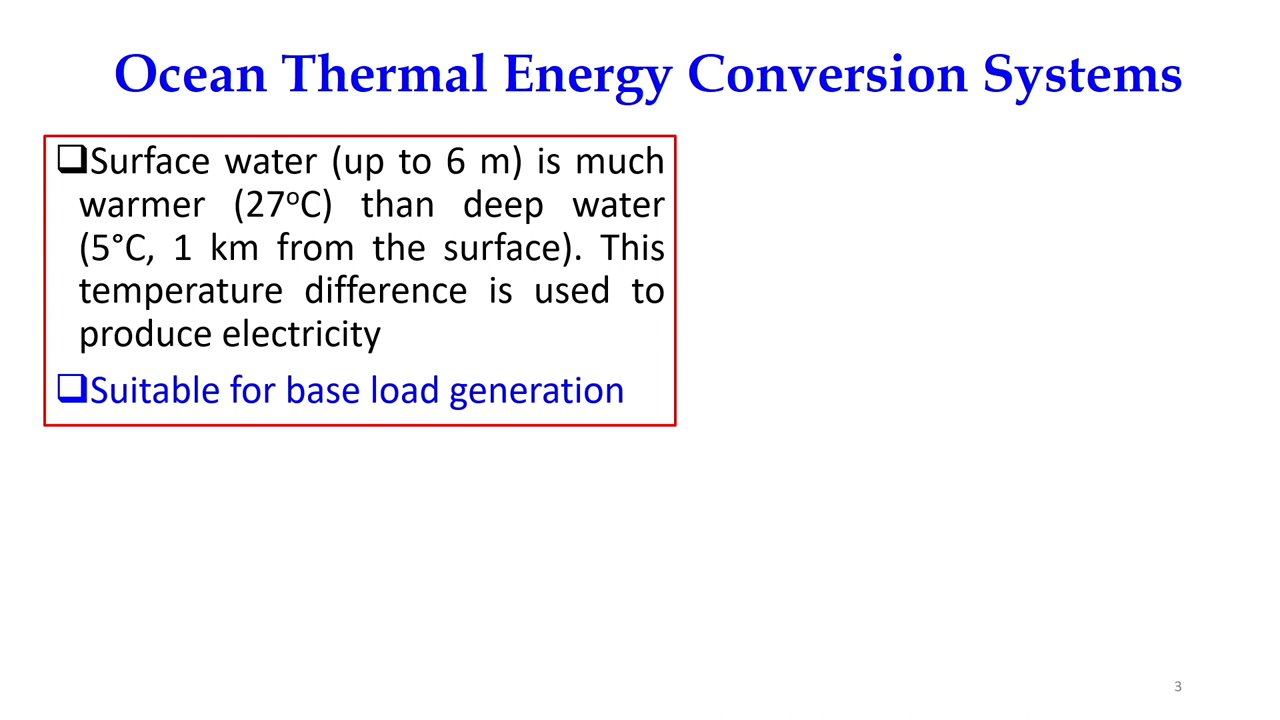 Ocean Thermal Energy Conversion Systems
❑Surface water (up to 6 m) is much
warmer (27ºC) than deep water
(5°C, 1 km from the surface). This
temperature difference is used to
produce electricity
❑Suitable for base load generation
3